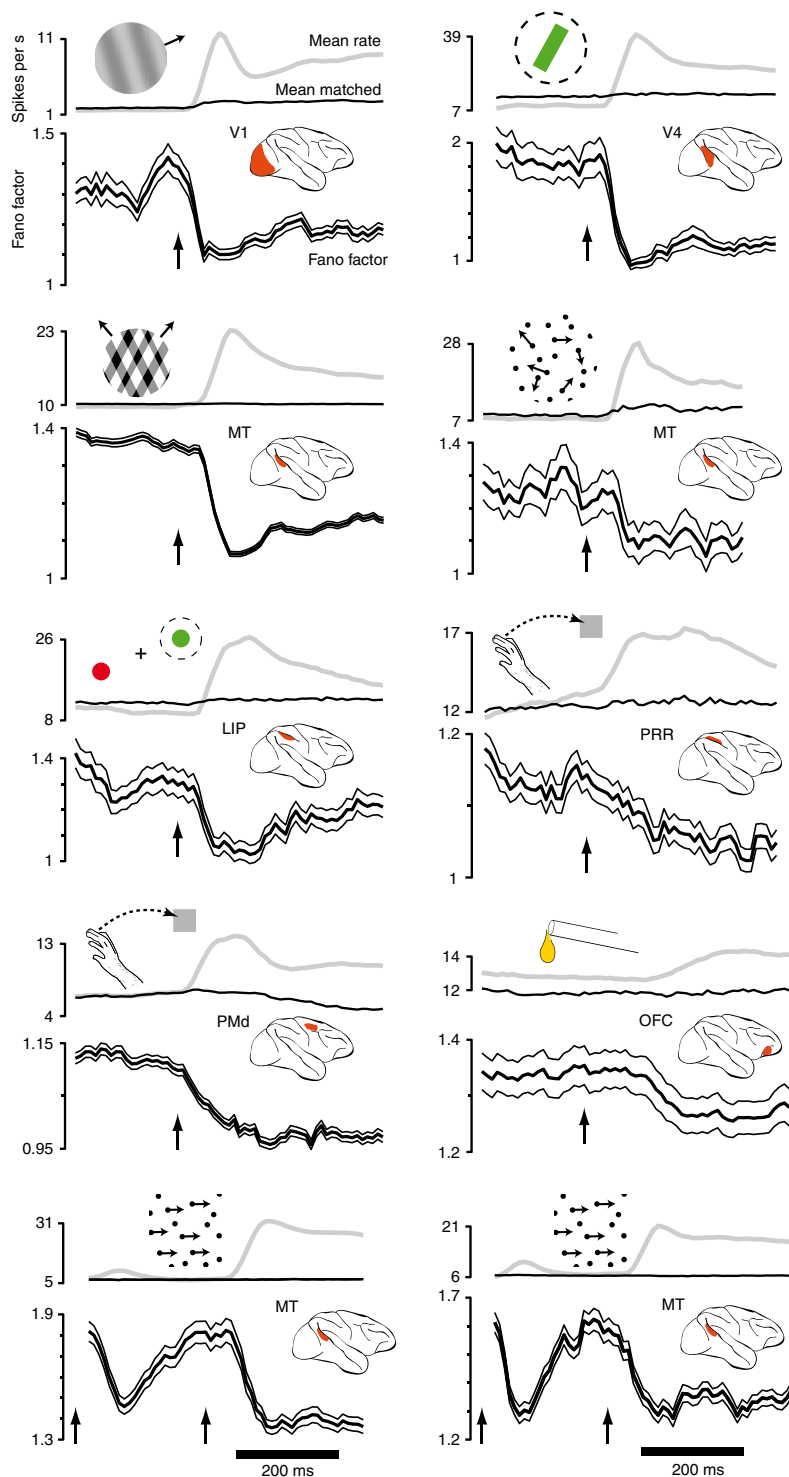 Spikes per s
11
1
Mean rate
Mean matched
Fano factor
1.5
1
V1
Fano factor
39
7
2
1
V4
23
10
1.4
1
MT
28
7
1.4
1
MT
26
8
+
1.4
1
LIP
17
12
1.2
1
PRR
13
4
1.15
0.95
PMd
14
12
1.4
1.2
OFC
31
5
1.9
1.3
MT
200 ms
21
6
1.7
1.2
MT
200 ms